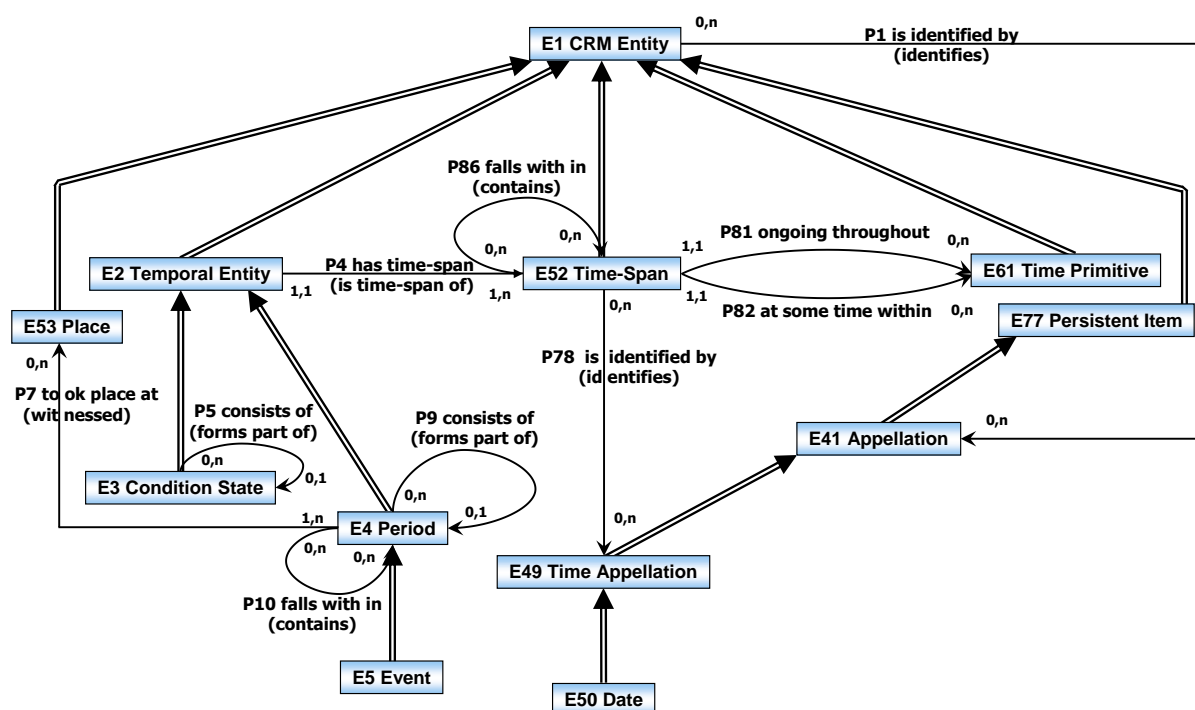 0,n
P1 is identified by
(identifies)
E1 CRM Entity
P86 falls with in
(contains)
0,n
0,n
P81 ongoing throughout
1,1
0,n
E2 Temporal Entity
P4 has time-span
(is time-span of)
1,1
1,n
E52 Time-Span
E61 Time Primitive
1,1
0,n
P82 at some time within
0,n
E53 Place
0,n
E77 Persistent Item
P78 is identified by
(identifies)
P7 to ok place at
(wit nessed)
P5 consists of
(forms part of)
0,n
0,1
P9 consists of
(forms part of)
E41 Appellation
0,n
E3 Condition State
0,n
0,1
1,n
E4 Period
0,n
0,n
0,n
P10 falls with in
(contains)
E49 Time Appellation
E5 Event
E50 Date